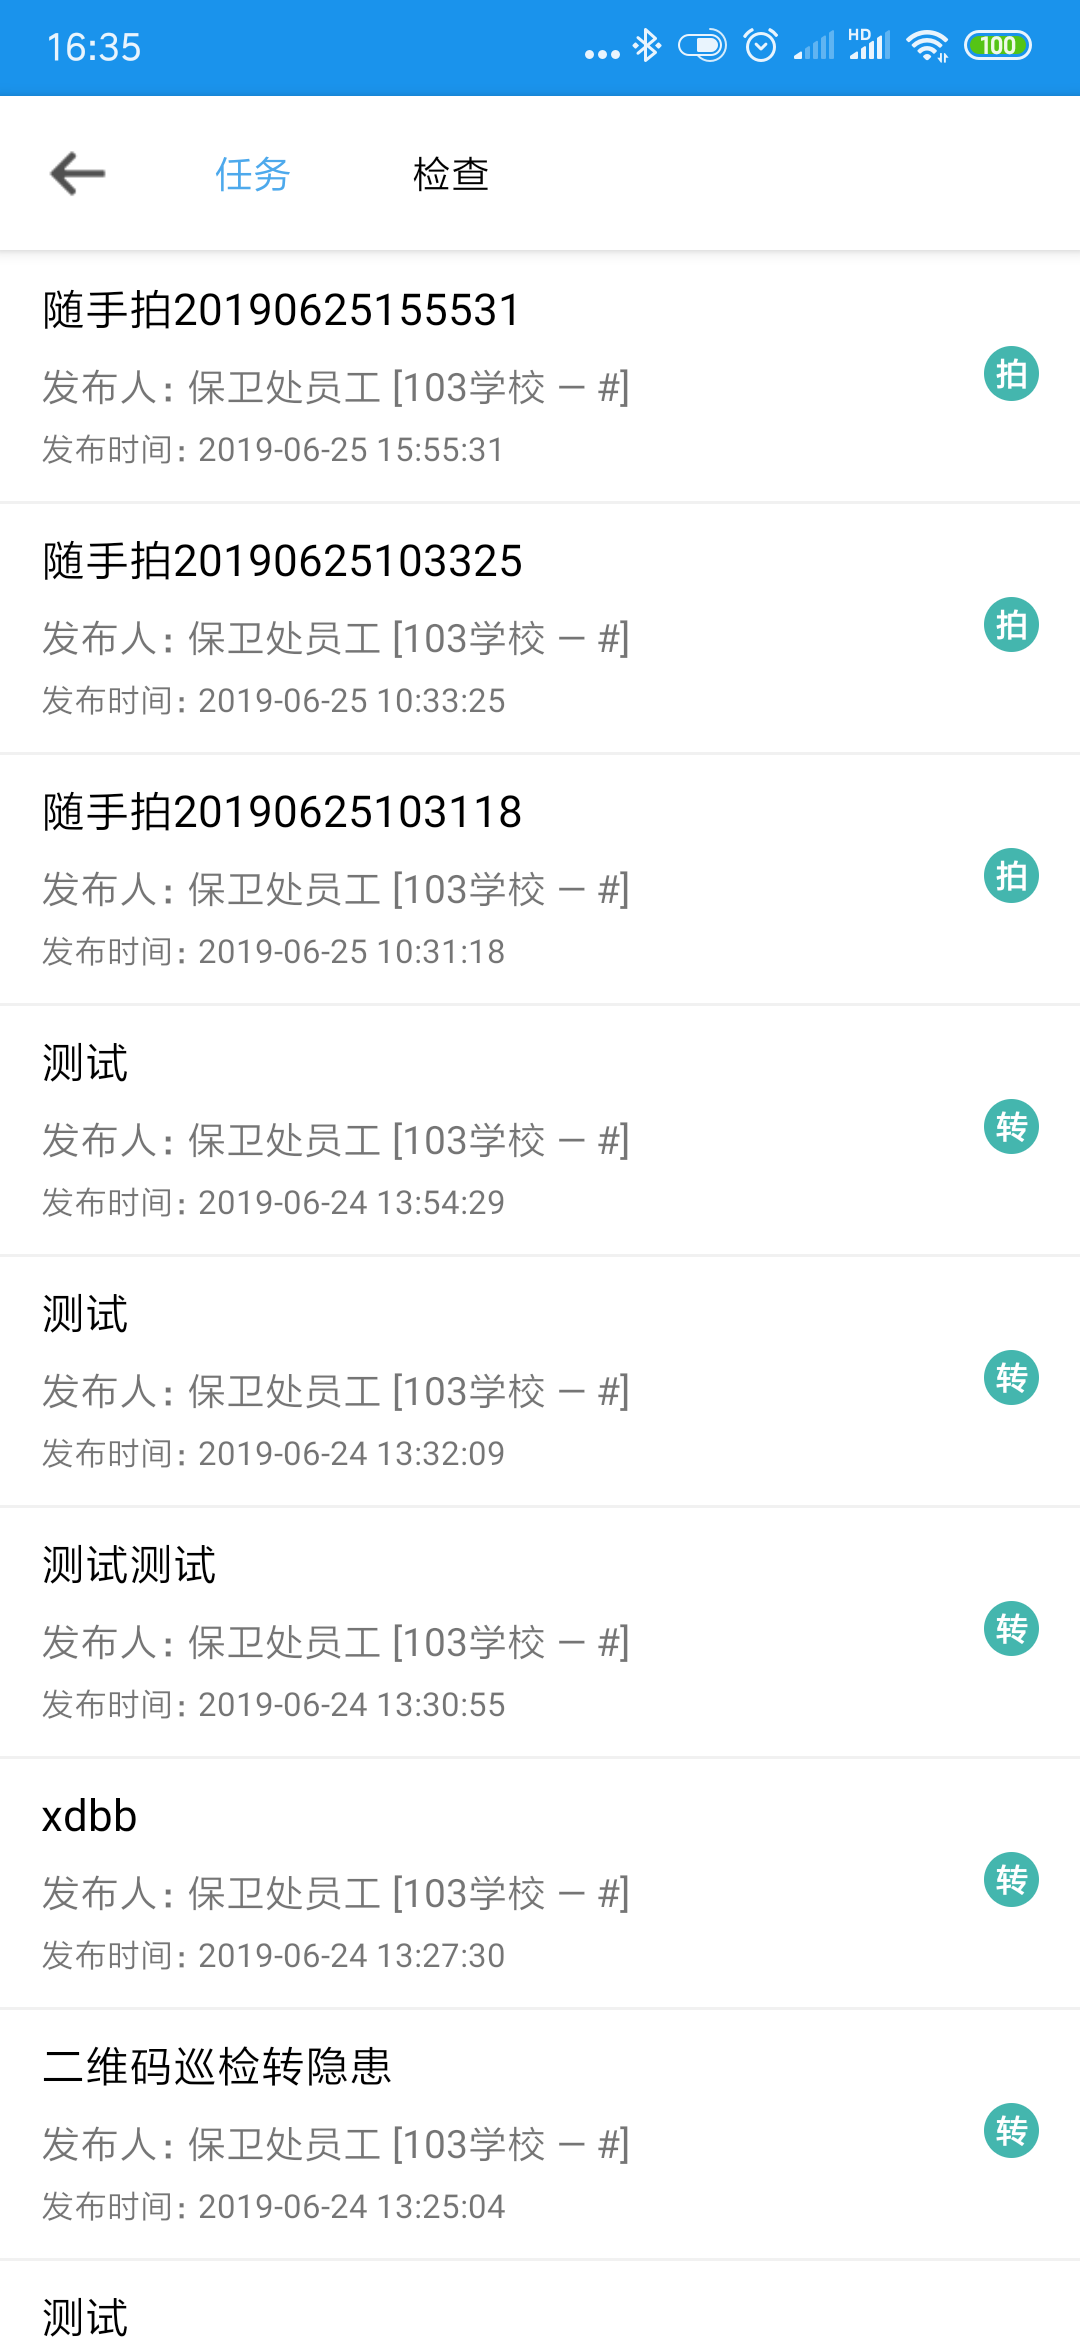 16:35
HD
100
任务 检查
随手拍20190625155531
发布人: 保卫处员工 [103学校 － #]
拍
发布时间: 2019-06-25 15:55:31
随手拍20190625103325
发布人: 保卫处员工 [103学校 － #]
拍
发布时间: 2019-06-25 10:33:25
随手拍20190625103118
发布人: 保卫处员工 [103学校 － #]
拍
发布时间: 2019-06-25 10:31:18
测试
发布人: 保卫处员工 [103学校 － #]
转
发布时间: 2019-06-24 13:54:29
测试
发布人: 保卫处员工 [103学校 － #]
转
发布时间: 2019-06-24 13:32:09
测试测试
发布人: 保卫处员工 [103学校 － #]
转
发布时间: 2019-06-24 13:30:55
xdbb
发布人: 保卫处员工 [103学校 － #]
转
发布时间: 2019-06-24 13:27:30
二维码巡检转隐患
发布人: 保卫处员工 [103学校 － #]
转
发布时间: 2019-06-24 13:25:04
测试